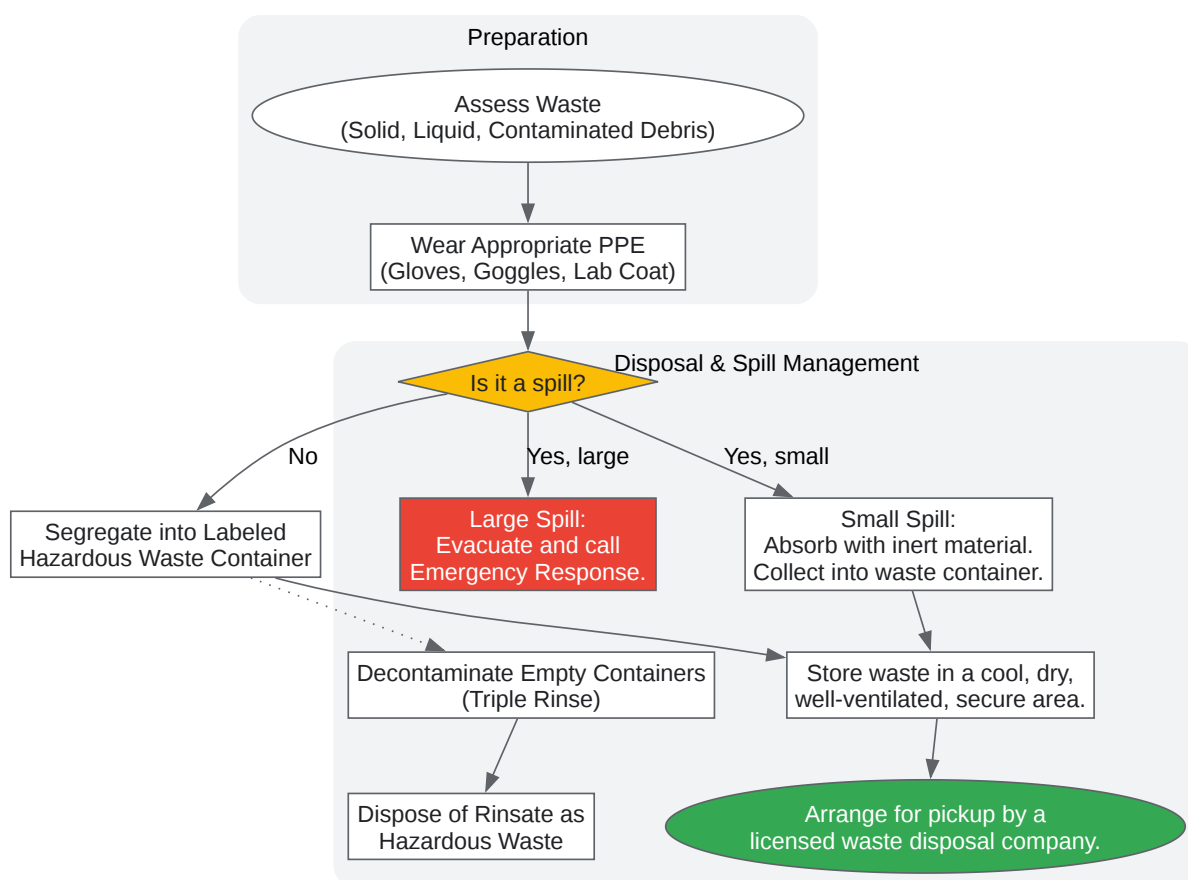 Preparation
Assess Waste
(Solid, Liquid, Contaminated Debris)
Wear Appropriate PPE
(Gloves, Goggles, Lab Coat)
Disposal & Spill Management
Is it a spill?
No
Yes, large
Yes, small
Segregate into Labeled
Hazardous Waste Container
Large Spill:
Evacuate and call
Emergency Response.
Small Spill:
Absorb with inert material.
Collect into waste container.
Decontaminate Empty Containers
(Triple Rinse)
Store waste in a cool, dry,
well-ventilated, secure area.
Dispose of Rinsate as
Hazardous Waste
Arrange for pickup by a
licensed waste disposal company.